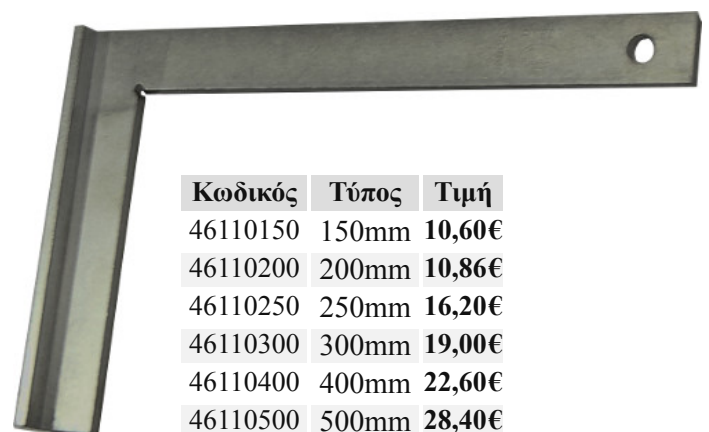 Κωδικός Τύπος Τιμή
46110150 150mm 10,60€
46110200 200mm 10,86€
46110250 250mm 16,20€
46110300 300mm 19,00€
46110400 400mm 22,60€
46110500 500mm 28,40€